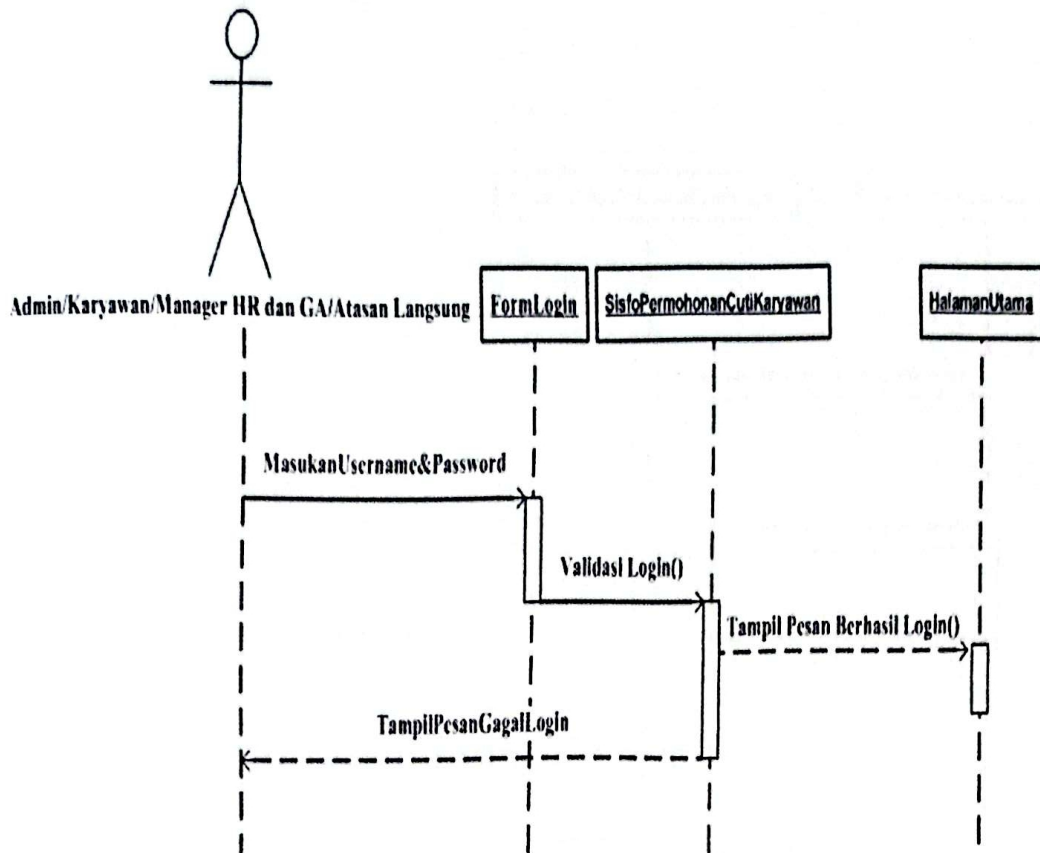 Admin/Karyawan/Manager HR dan GA/Atasan Langsung
FormLogin
SisfoPermohonanCutiKaryawan
HalamanUtama
MasukanUsername&Password
Validasi Login()
Tampil Pesan Berhasil Login()
TampilPesanGagalLogin